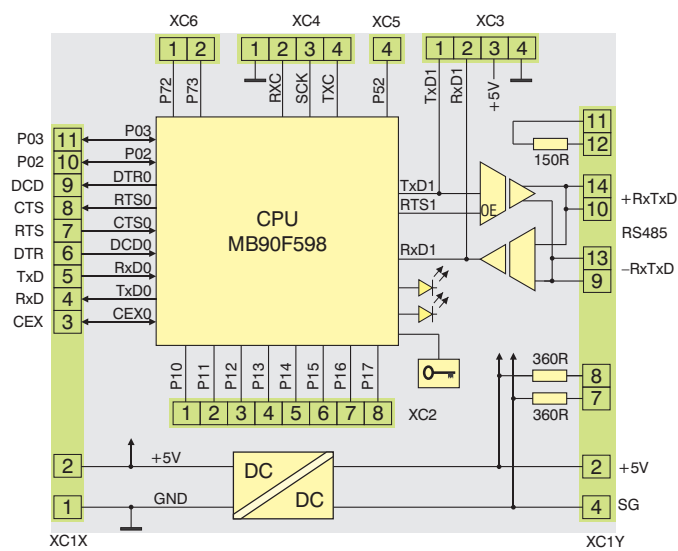 XC6 XC4 XC5 XC3
1 2 1 2 3 4 4 1 2 3 4
P72 P73 RXC SCK TXC P52 TxD1 RxD1 +5V
P03 11 P03
P02 10 P02
DCD 9 DTR0
CTS 8 RTS0
RTS 7 CTS0
DTR 6 DCD0
TxD 5 RxD0
RxD 4 TxD0
CEX 3 CEX0
CPU
MB90F598
TxD1
RTS1
OE
RxD1
11
12
150R
14 +RxTxD
10
RS485
13 −RxTxD
9
P10 P11 P12 P13 P14 P15 P16 P17
1 2 3 4 5 6 7 8 XC2
360R 8
360R 7
2 +5V DC 2 +5V
1 GND DC 4 SG
XC1X XC1Y